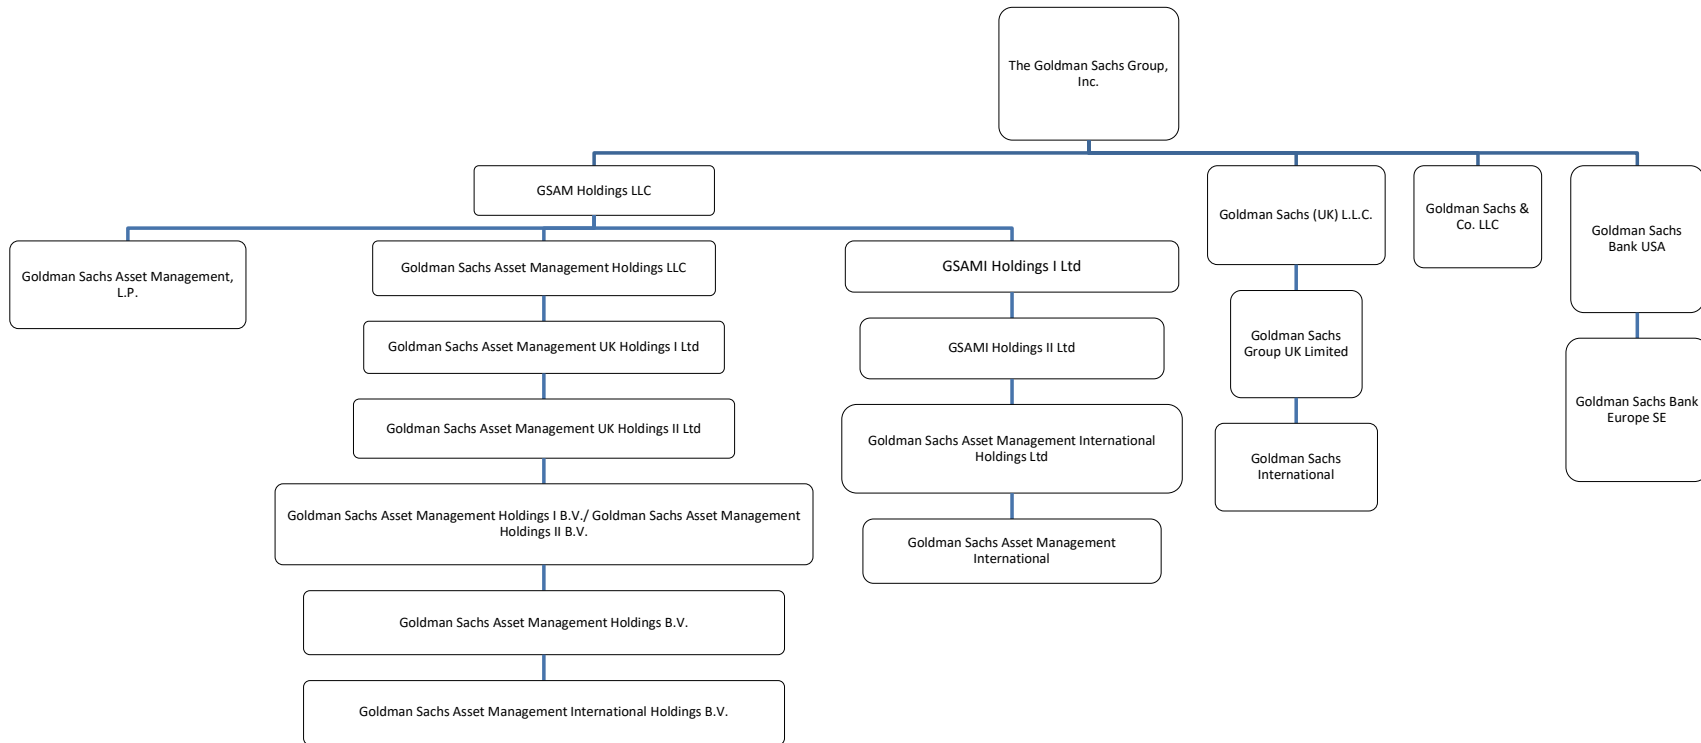 The Goldman Sachs Group,
Inc.
GSAM Holdings LLC
Goldman Sachs (UK) L.L.C.
Goldman Sachs &
Co. LLC
Goldman Sachs
Bank USA
Goldman Sachs Asset Management,
L.P.
Goldman Sachs Asset Management Holdings LLC
GSAMI Holdings I Ltd
Goldman Sachs Asset Management UK Holdings I Ltd
GSAMI Holdings II Ltd
Goldman Sachs
Group UK Limited
Goldman Sachs Bank
Europe SE
Goldman Sachs Asset Management UK Holdings II Ltd
Goldman Sachs Asset Management International
Holdings Ltd
Goldman Sachs
International
Goldman Sachs Asset Management Holdings I B.V./ Goldman Sachs Asset Management
Holdings II B.V.
Goldman Sachs Asset Management
International
Goldman Sachs Asset Management Holdings B.V.
Goldman Sachs Asset Management International Holdings B.V.